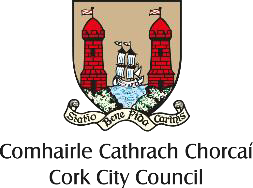 Statio Bene Fida Carinis
Comhairle Cathrach Chorcaí
Cork City Council